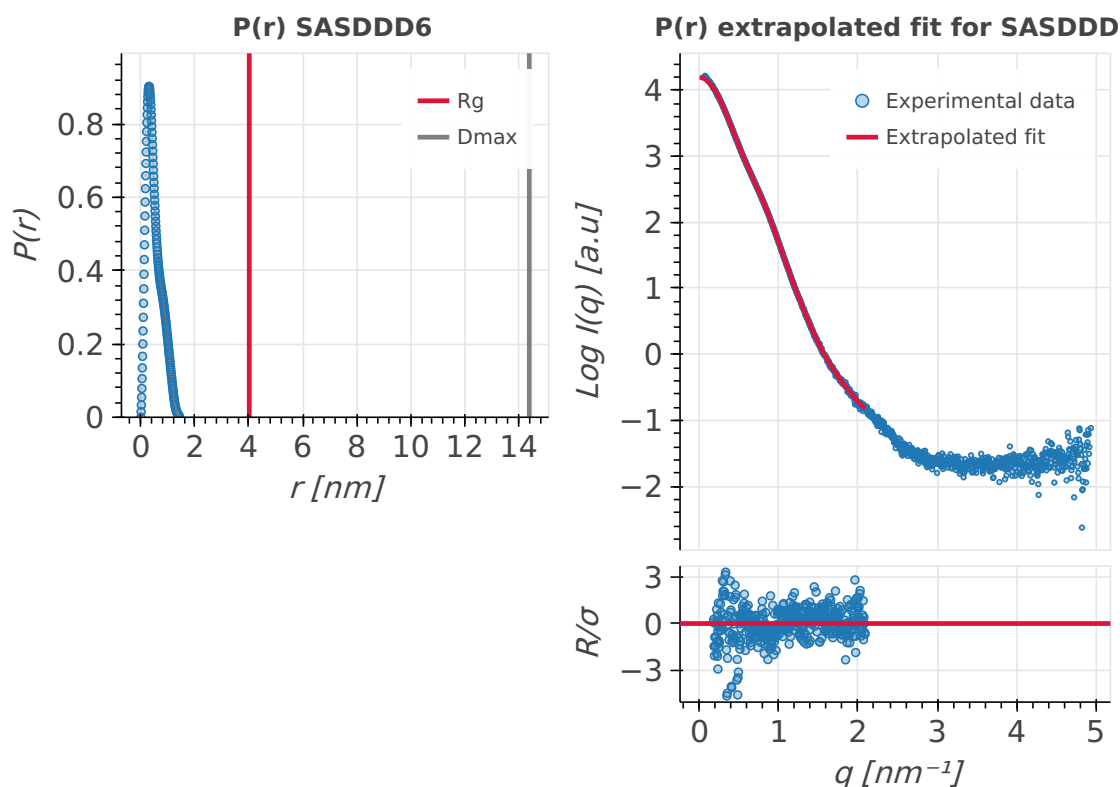 P(r) SASDDD6
P(r)
0.8
0.6
0.4
0.2
0
Rg
Dmax
0 2 4 6 8 10 12 14
r [nm]
P(r) extrapolated fit for SASDDD
Log I(q) [a.u]
4
3
2
1
0
−1
−2
Experimental data
Extrapolated fit
R/σ
3
0
−3
0 1 2 3 4 5
q [nm⁻¹]